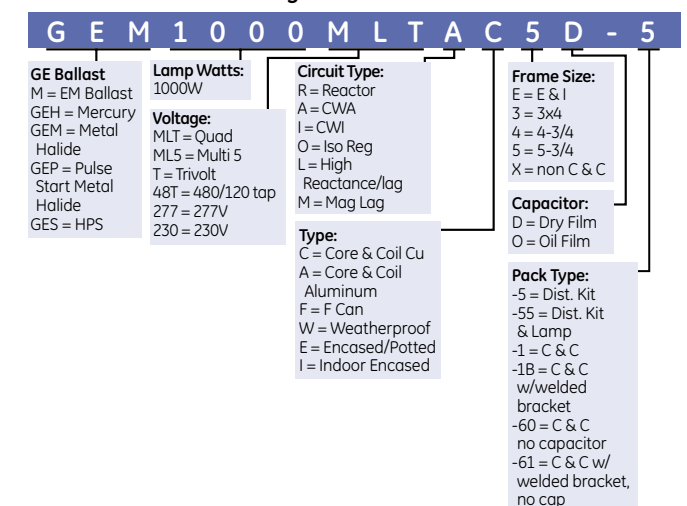 G E M 1 0 0 0 M L T A C 5 D - 5
GE Ballast
M = EM Ballast
GEH = Mercury
GEM = Metal
Halide
GEP = Pulse
Start Metal
Halide
GES = HPS
Lamp Watts:
1000W
Voltage:
MLT = Quad
ML5 = Multi 5
T = Trivolt
48T = 480/120 tap
277 = 277V
230 = 230V
Circuit Type:
R = Reactor
A = CWA
I = CWI
O = Iso Reg
L = High
Reactance/lag
M = Mag Lag
Type:
C = Core & Coil Cu
A = Core & Coil
Aluminum
F = F Can
W = Weatherproof
E = Encased/Potted
I = Indoor Encased
Frame Size:
E = E & I
3 = 3x4
4 = 4-3/4
5 = 5-3/4
X = non C & C
Capacitor:
D = Dry Film
O = Oil Film
Pack Type:
-5 = Dist. Kit
-55 = Dist. Kit
& Lamp
-1 = C & C
-1B = C & C
w/welded
bracket
-60 = C & C
no capacitor
-61 = C & C w/
welded bracket,
no cap